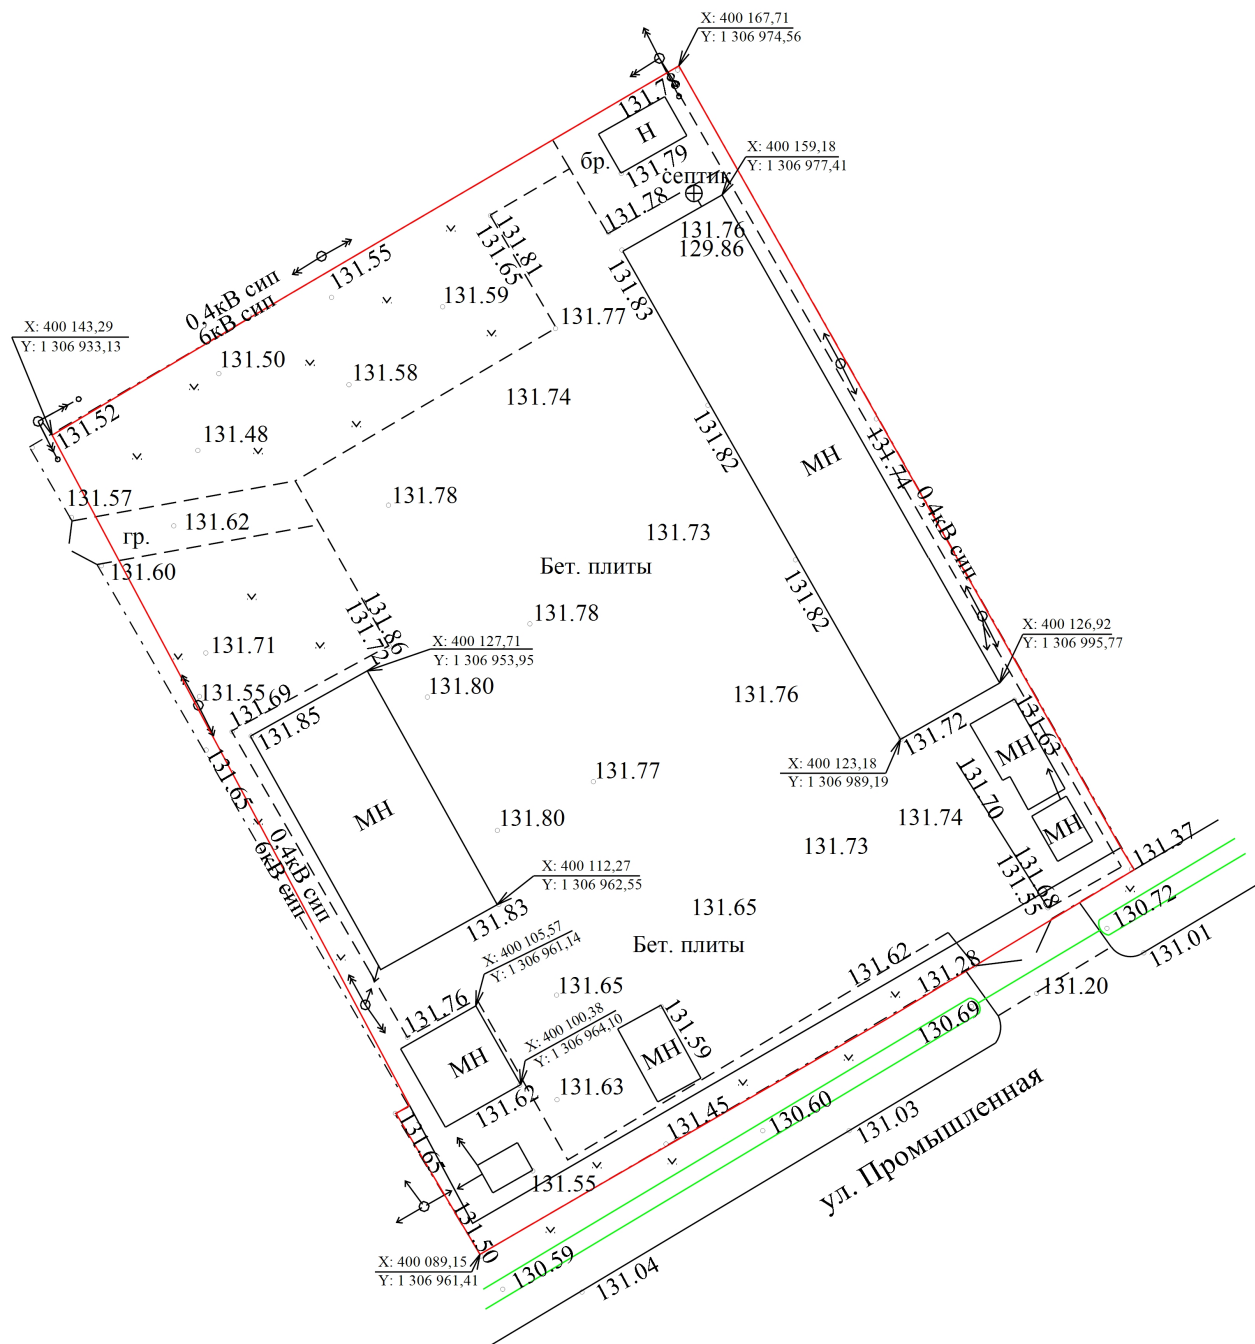 X: 400 167,71
Y: 1 306 974,56
131.7
Н
бр.
131.79
септик
X: 400 159,18
Y: 1 306 977,41
131.78
131.76
129.86
131.81
131.65
131.83
0,4кВ сип
6кВ сип
131.55
131.59
131.77
X: 400 143,29
Y: 1 306 933,13
131.50
131.58
131.74
131.52
131.48
131.82
МН
131.74
131.57
131.62
131.78
131.73
0,4кВ сип
гр.
131.60
Бет. плиты
131.82
131.86
131.72
131.78
X: 400 127,71
Y: 1 306 953,95
X: 400 126,92
Y: 1 306 995,77
131.71
131.55
131.69
131.85
131.80
131.76
131.72
131.63
МН
X: 400 123,18
Y: 1 306 989,19
131.65
131.77
131.70
МН
131.80
131.74
131.73
МН
0,4кВ сип
6кВ сип
X: 400 112,27
Y: 1 306 962,55
131.37
131.68
131.55
131.83
131.65
130.72
Бет. плиты
131.01
X: 400 105,57
Y: 1 306 961,14
131.62
131.28
131.20
131.76
131.65
131.59
130.69
X: 400 100,38
Y: 1 306 964,10
МН
МН
131.62
131.63
131.45
130.60
131.03
ул. Промышленная
131.65
131.55
131.50
X: 400 089,15
Y: 1 306 961,41
130.59
131.04